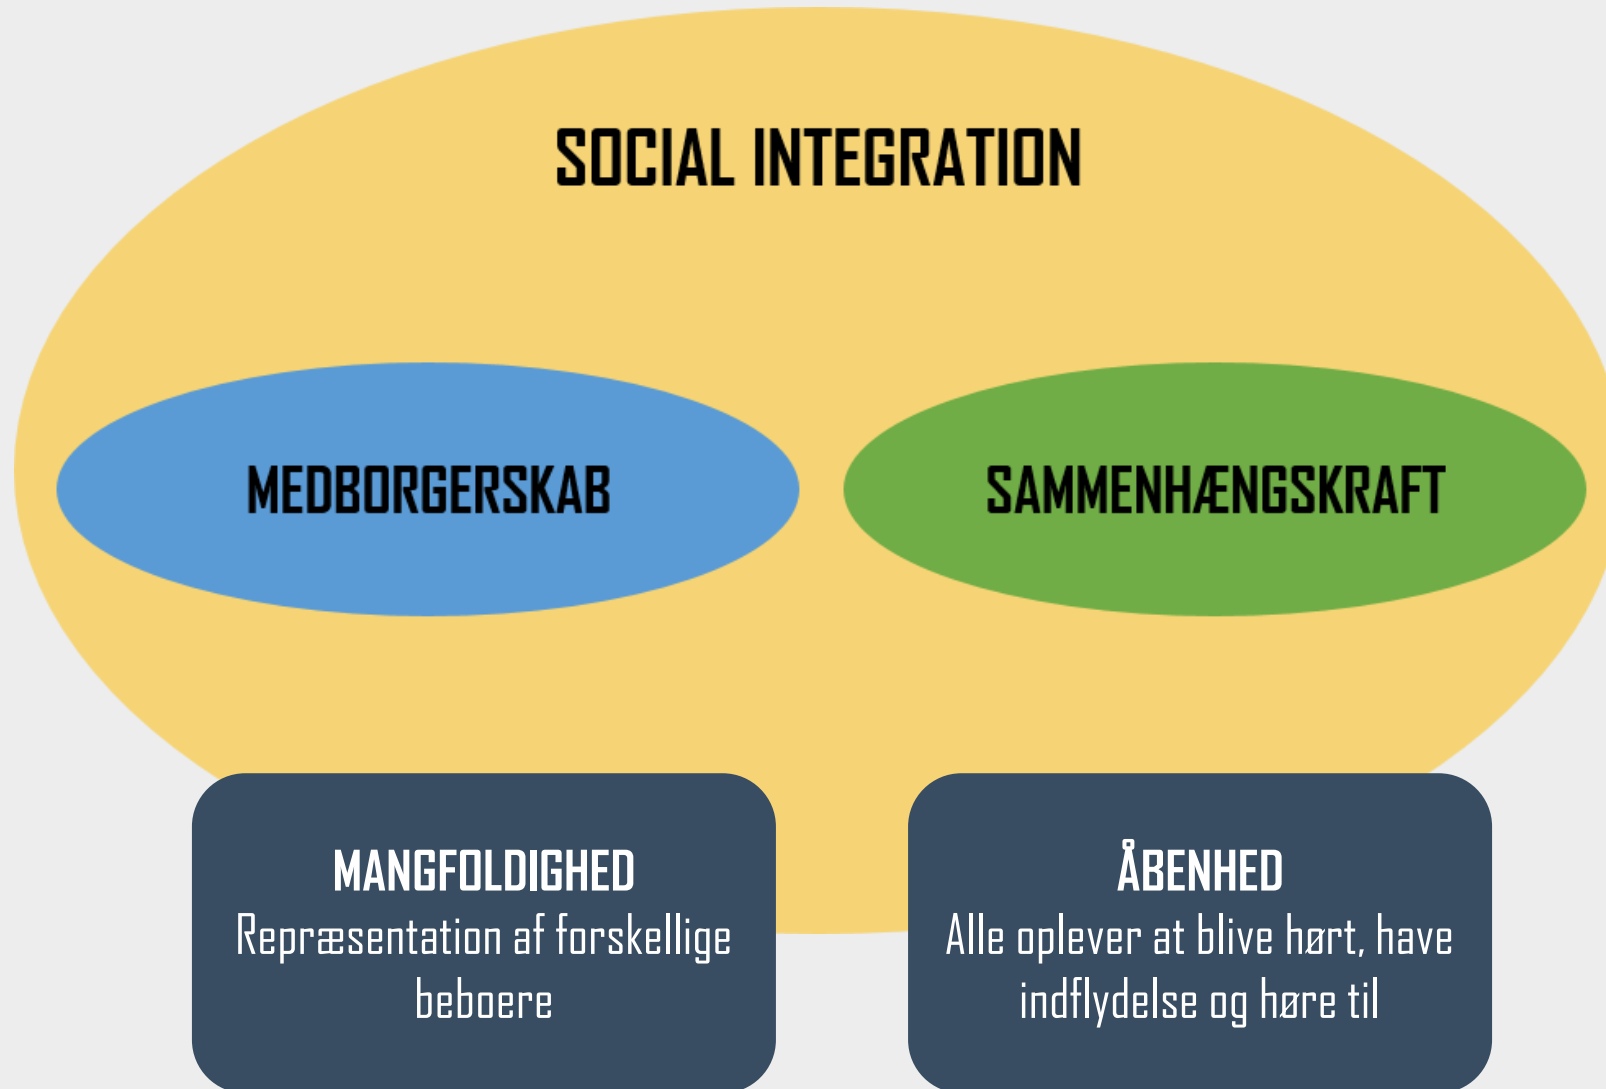 SOCIAL INTEGRATION
MEDBORGERSKAB
SAMMENHÆNGSKRAFT
MANGFOLDIGHED
Repræsentation af forskellige
beboere
ÅBENHED
Alle oplever at blive hørt, have
indflydelse og høre til